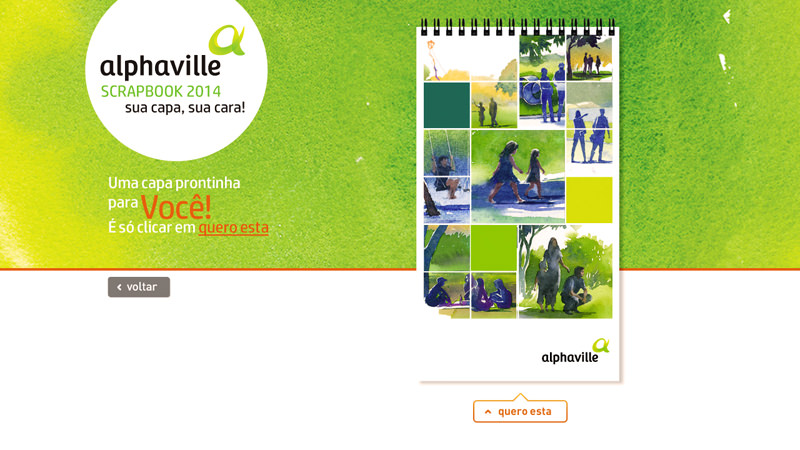 alphaville
SCRAPBOOK 2014
sua capa, sua cara!
Uma capa prontinha
para Você!
É só clicar em quero esta
voltar
alphaville
quero esta